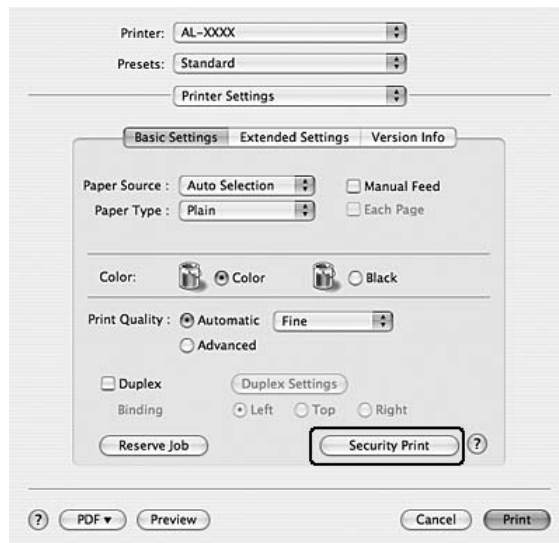 Printer: AL-XXXX
Presets: Standard
Printer Settings
Basic Settings Extended Settings Version Info
Paper Source : Auto Selection Manual Feed
Paper Type : Plain Each Page
Color: Color Black
Print Quality : Automatic Fine
Advanced
Duplex Duplex Settings
Binding Left Top Right
Reserve Job Security Print ?
? PDF ▾ Preview Cancel Print